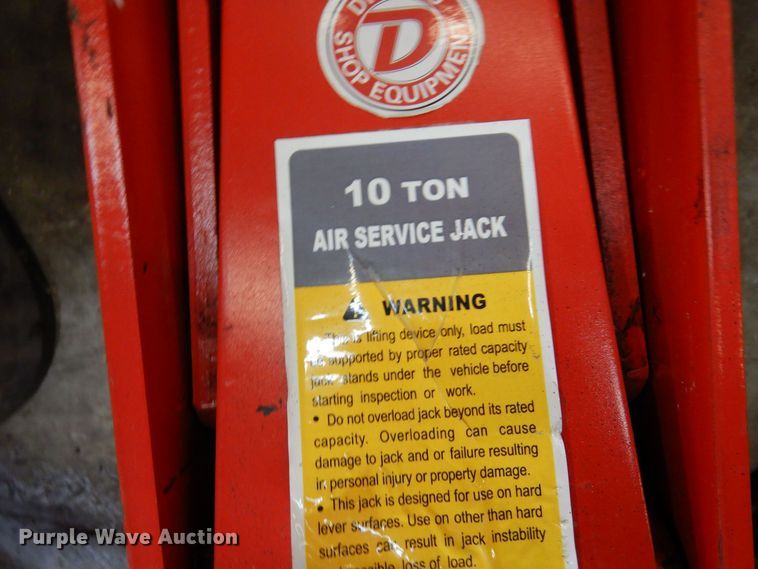 D
SHOP EQUIPMENT
10 TON
AIR SERVICE JACK
WARNING
lifting device only, load must
supported by proper rated capacity
stands under the vehicle before
starting inspection or work.
• Do not overload jack beyond its rated
capacity. Overloading can cause
damage to jack and or failure resulting
in personal injury or property damage.
• This jack is designed for use on hard
lever surfaces. Use on other than hard
surfaces can result in jack instability
loss of load.
Purple Wave Auction